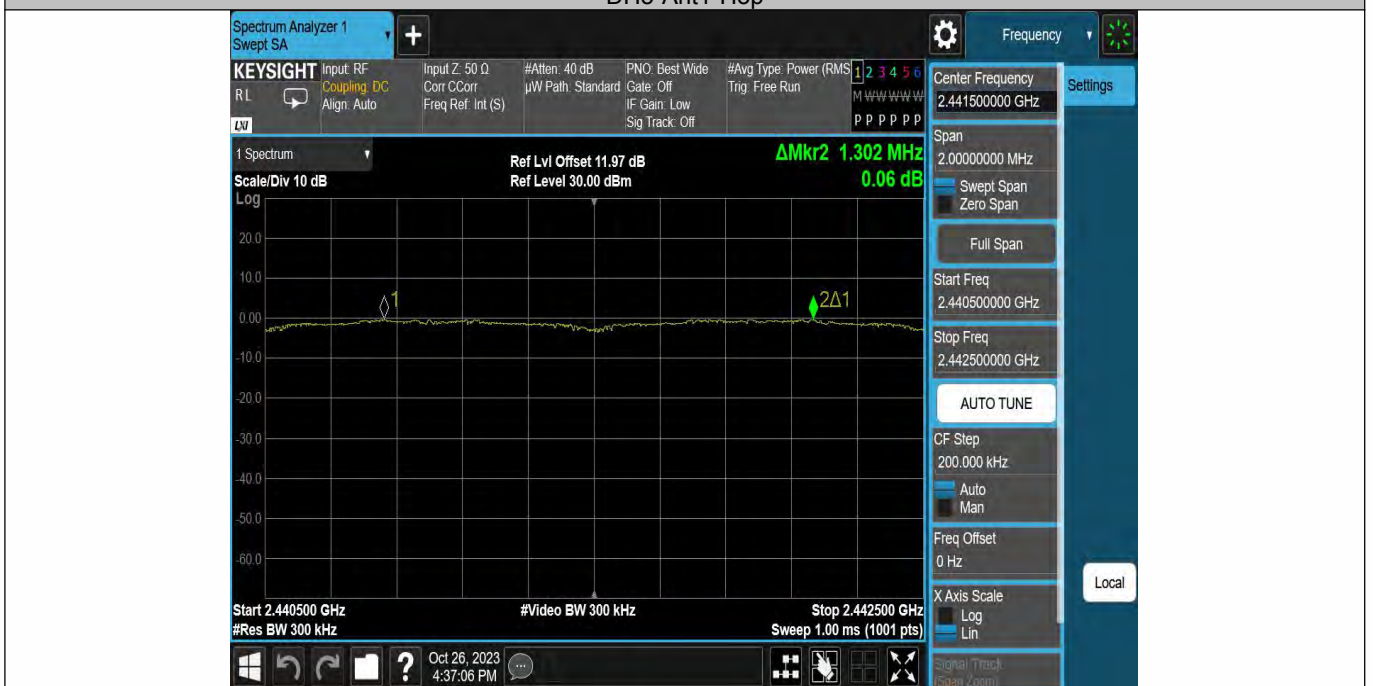 Spectrum Analyzer 1
Swept SA
+
Frequency
KEYSIGHT
RL
LXI
Input: RF
Coupling: DC
Align: Auto
Input Z: 50 Ω
Corr CCorr
Freq Ref: Int (S)
#Atten: 40 dB
µW Path: Standard
PNO: Best Wide
Gate: Off
IF Gain: Low
Sig Track: Off
#Avg Type: Power (RMS
Trig: Free Run
1 2 3 4 5 6
M W W W W W
P P P P P P
1 Spectrum
Scale/Div 10 dB
Log
Ref Lvl Offset 11.97 dB
Ref Level 30.00 dBm
ΔMkr2 1.302 MHz
0.06 dB
20.0
10.0
0.00
-10.0
-20.0
-30.0
-40.0
-50.0
-60.0
1
2Δ1
Start 2.440500 GHz
#Res BW 300 kHz
#Video BW 300 kHz
Stop 2.442500 GHz
Sweep 1.00 ms (1001 pts)
Center Frequency
2.441500000 GHz
Settings
Span
2.00000000 MHz
Swept Span
Zero Span
Full Span
Start Freq
2.440500000 GHz
Stop Freq
2.442500000 GHz
AUTO TUNE
CF Step
200.000 kHz
Auto
Man
Freq Offset
0 Hz
X Axis Scale
Log
Lin
Signal Track
(Span Zoom)
Local
?
Oct 26, 2023
4:37:06 PM